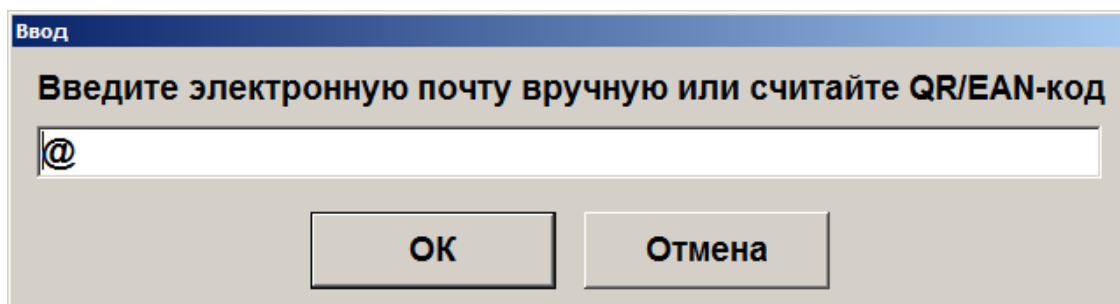 Ввод
Введите электронную почту вручную или считайте QR/EAN-код
@
ОК Отмена